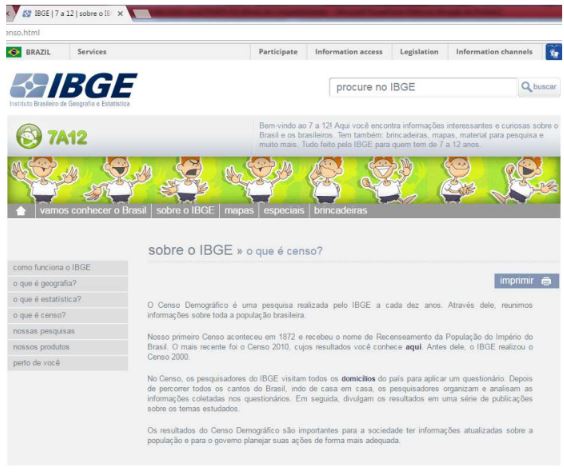 IBGE | 7 a 12 | sobre o IB
enso.html
BRAZIL Services Participate Information access Legislation Information channels
IBGE
Instituto Brasileiro de Geografia e Estatística
procure no IBGE buscar
7A12
Bem-vindo ao 7 a 12! Aqui você encontra informações interessantes e curiosas sobre o
Brasil e os brasileiros. Tem também: brincadeiras, mapas, material para pesquisa e
muito mais. Tudo feito pelo IBGE para quem tem de 7 a 12 anos.
vamos conhecer o Brasil sobre o IBGE mapas especiais brincadeiras
sobre o IBGE » o que é censo?
como funciona o IBGE
o que é geografia?
o que é estatística?
o que é censo?
nossas pesquisas
nossos produtos
perto de você
imprimir
O Censo Demográfico é uma pesquisa realizada pelo IBGE a cada dez anos. Através dele, reunimos
informações sobre toda a população brasileira.
Nosso primeiro Censo aconteceu em 1872 e recebeu o nome de Recenseamento da População do Império do
Brasil. O mais recente foi o Censo 2010, cujos resultados você conhece aqui. Antes dele, o IBGE realizou o
Censo 2000.
No Censo, os pesquisadores do IBGE visitam todos os domicílios do país para aplicar um questionário. Depois
de percorrer todos os cantos do Brasil, indo de casa em casa, os pesquisadores organizam e analisam as
informações coletadas nos questionários. Em seguida, divulgam os resultados em uma série de publicações
sobre os temas estudados.
Os resultados do Censo Demográfico são importantes para a sociedade ter informações atualizadas sobre a
população e para o governo planejar suas ações de forma mais adequada.